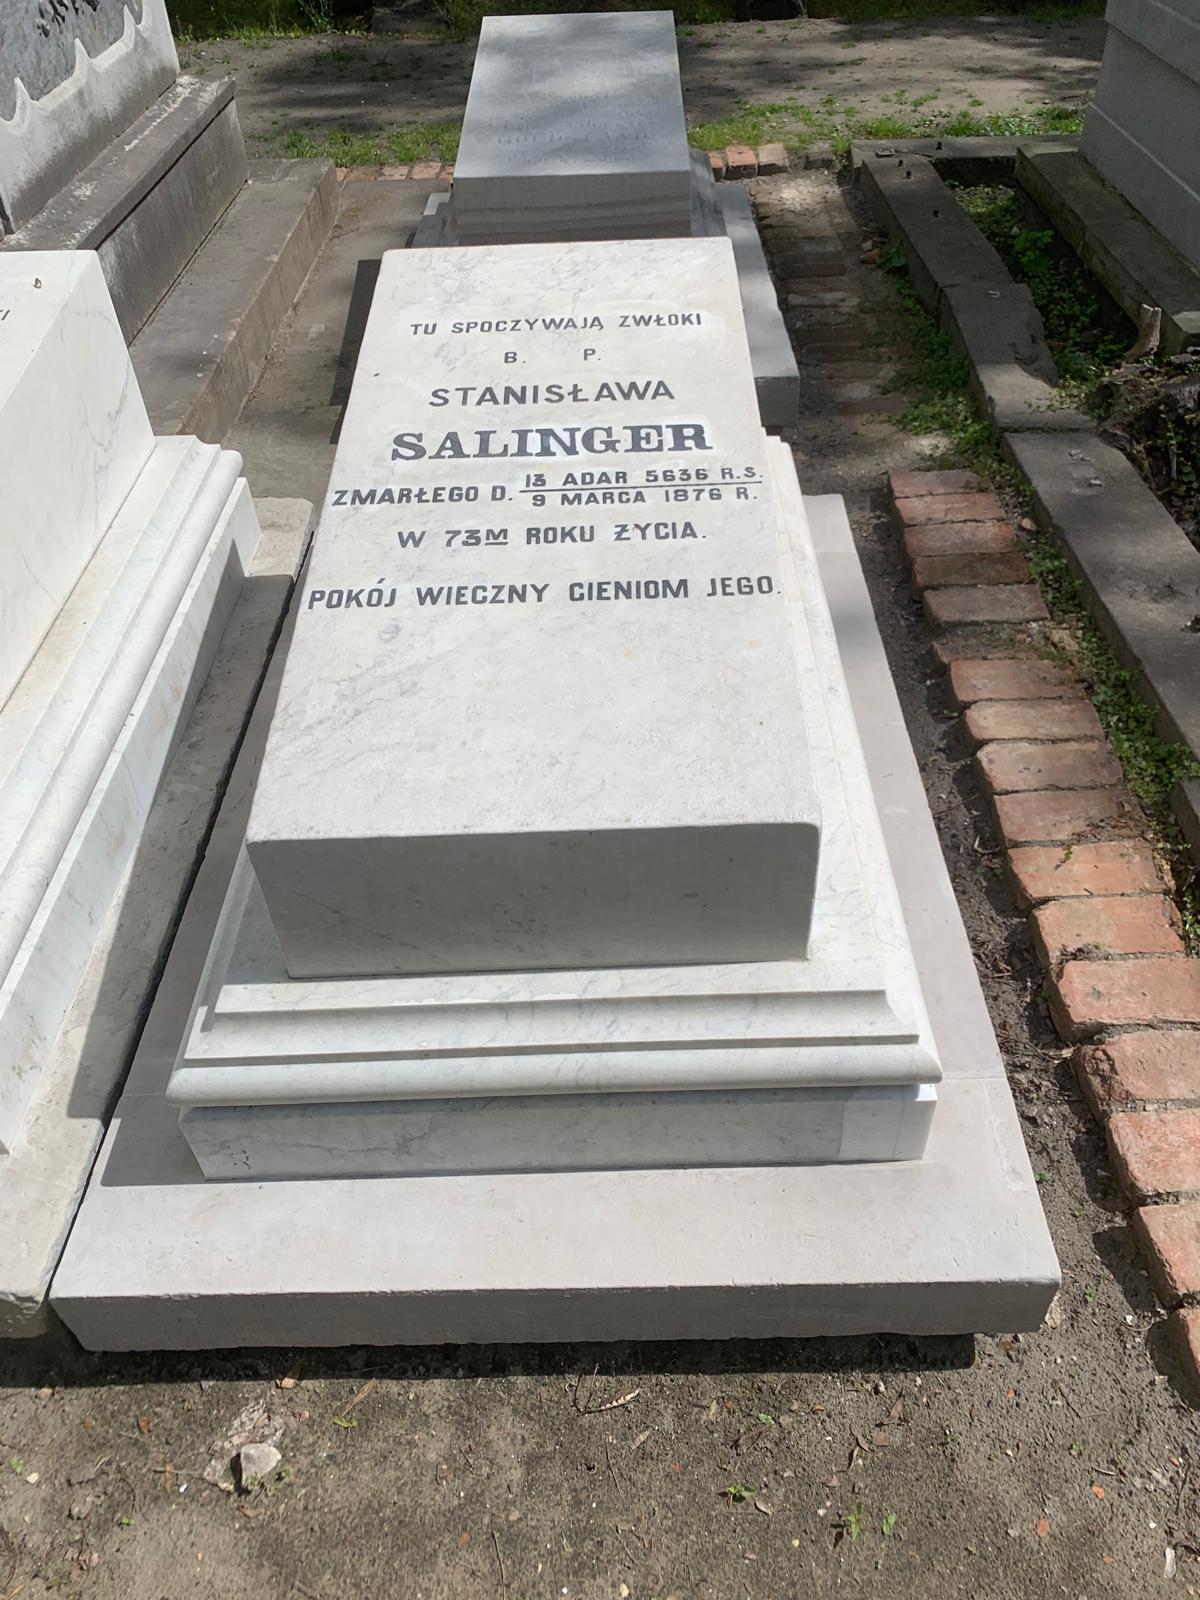 TU SPOCZYWAJĄ ZWŁOKI
B. P.
STANISŁAWA
SALINGER
ZMARŁEGO D. 13 ADAR 5636 R.S.
9 MARCA 1876 R.
W 73M ROKU ŻYCIA.
POKÓJ WIECZNY CIENIOM JEGO.